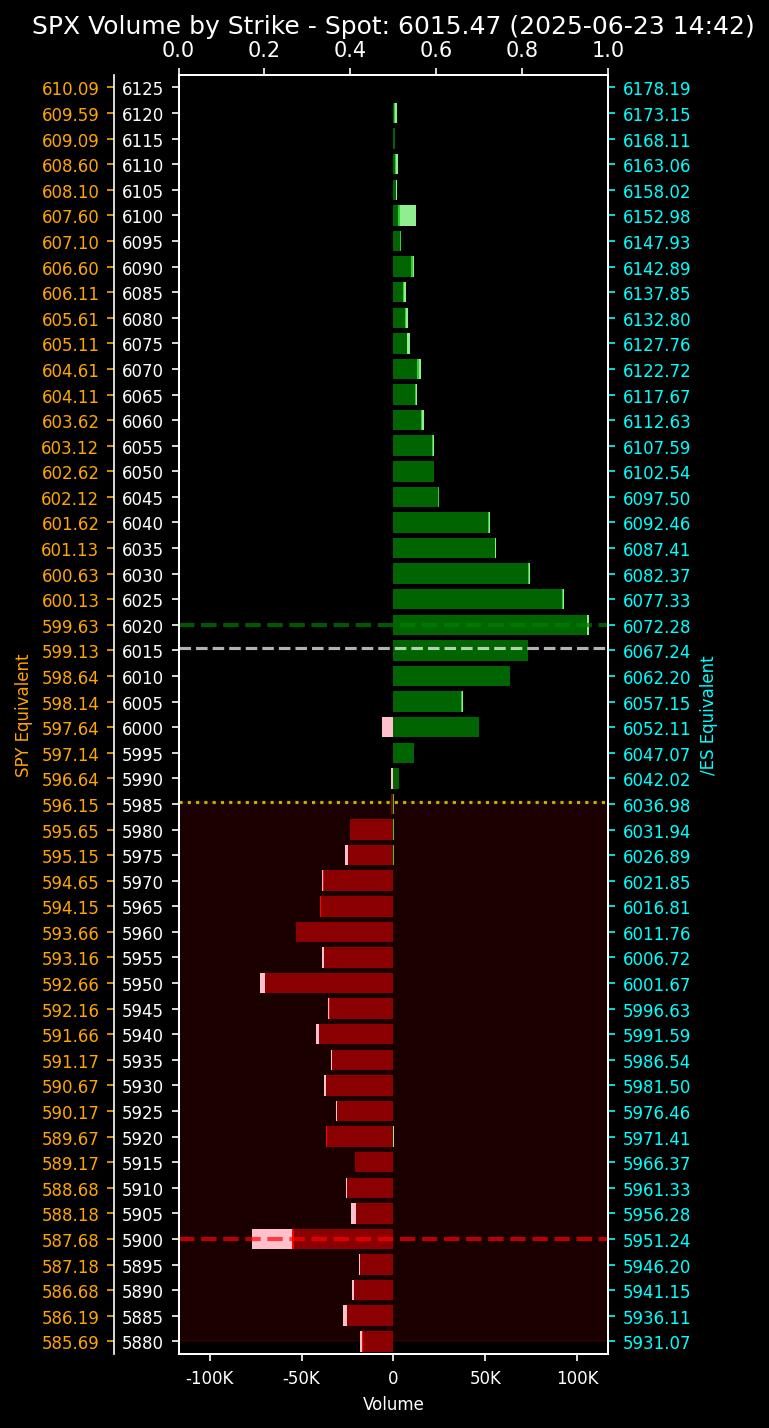 SPX Volume by Strike - Spot: 6015.47 (2025-06-23 14:42)
0.0 0.2 0.4 0.6 0.8 1.0
610.09 6125 6178.19
609.59 6120 6173.15
609.09 6115 6168.11
608.60 6110 6163.06
608.10 6105 6158.02
607.60 6100 6152.98
607.10 6095 6147.93
606.60 6090 6142.89
606.11 6085 6137.85
605.61 6080 6132.80
605.11 6075 6127.76
604.61 6070 6122.72
604.11 6065 6117.67
603.62 6060 6112.63
603.12 6055 6107.59
602.62 6050 6102.54
602.12 6045 6097.50
601.62 6040 6092.46
601.13 6035 6087.41
600.63 6030 6082.37
600.13 6025 6077.33
599.63 6020 6072.28
599.13 6015 6067.24
598.64 6010 6062.20
598.14 6005 6057.15
597.64 6000 6052.11
597.14 5995 6047.07
596.64 5990 6042.02
596.15 5985 6036.98
595.65 5980 6031.94
595.15 5975 6026.89
594.65 5970 6021.85
594.15 5965 6016.81
593.66 5960 6011.76
593.16 5955 6006.72
592.66 5950 6001.67
592.16 5945 5996.63
591.66 5940 5991.59
591.17 5935 5986.54
590.67 5930 5981.50
590.17 5925 5976.46
589.67 5920 5971.41
589.17 5915 5966.37
588.68 5910 5961.33
588.18 5905 5956.28
587.68 5900 5951.24
587.18 5895 5946.20
586.68 5890 5941.15
586.19 5885 5936.11
585.69 5880 5931.07
SPY Equivalent
/ES Equivalent
-100K -50K 0 50K 100K
Volume